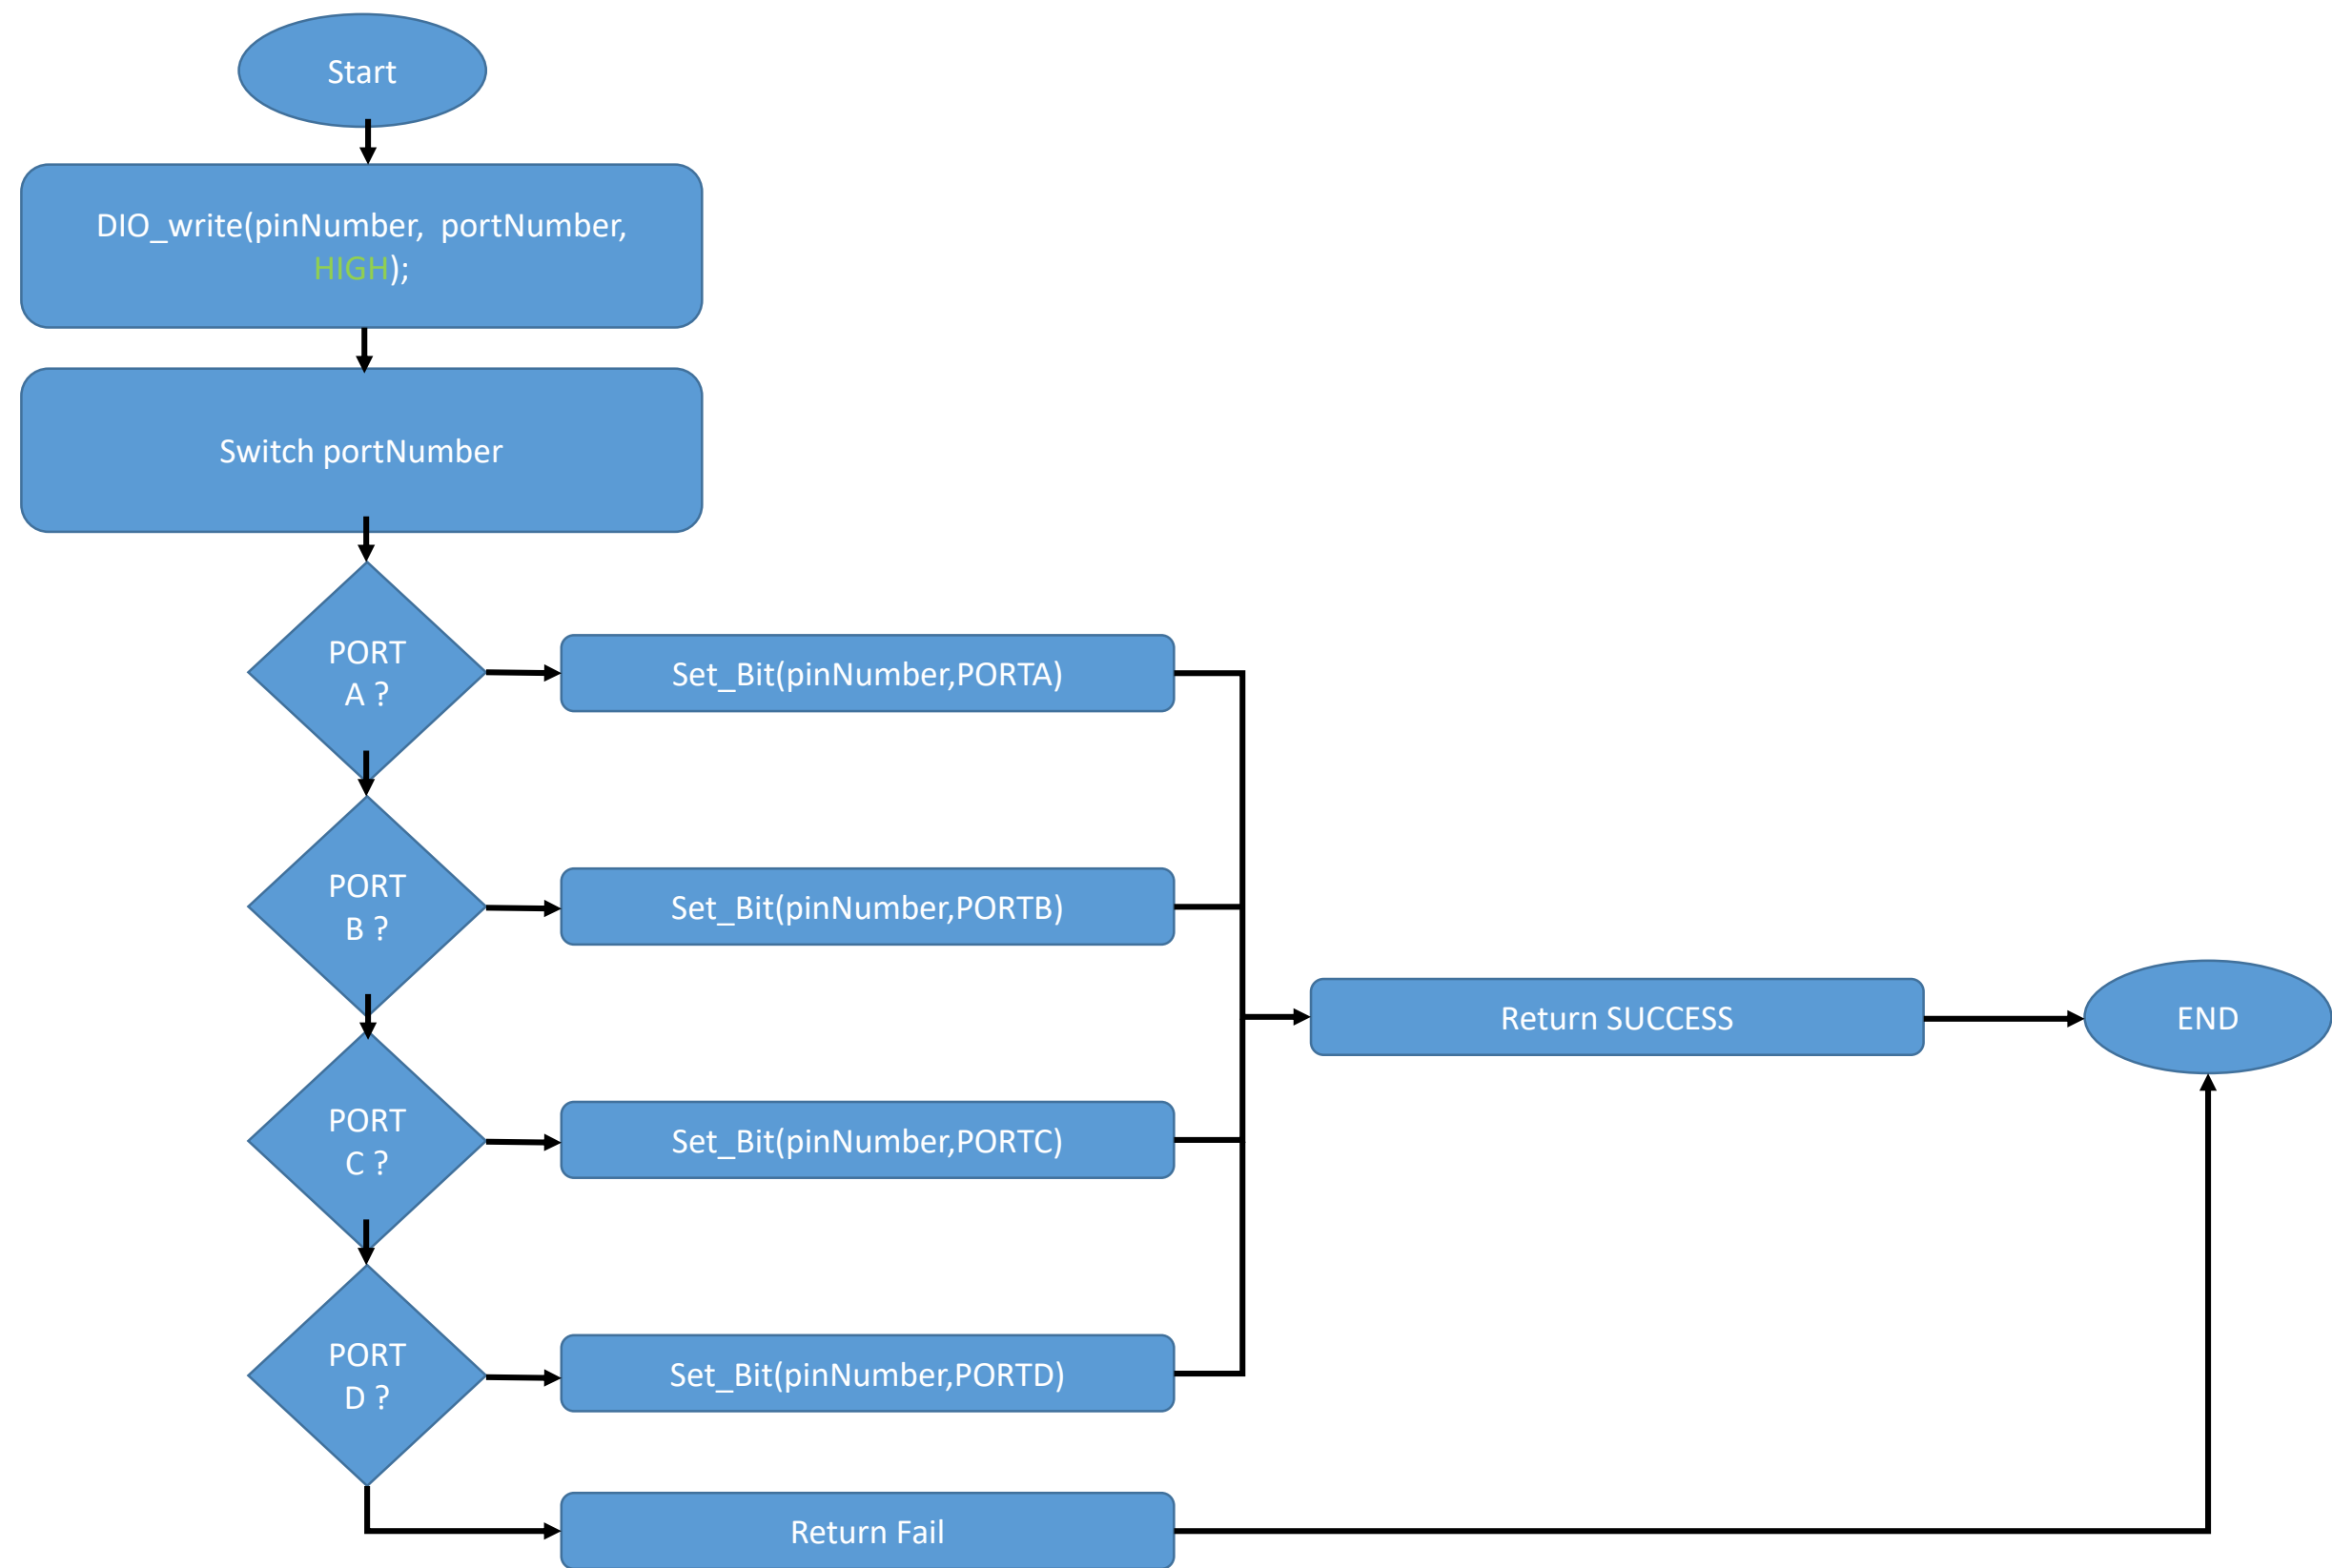 Start
DIO_write(pinNumber, portNumber,
HIGH);
Switch portNumber
PORT
A ?
Set_Bit(pinNumber,PORTA)
PORT
B ?
Set_Bit(pinNumber,PORTB)
Return SUCCESS
END
PORT
C ?
Set_Bit(pinNumber,PORTC)
PORT
D ?
Set_Bit(pinNumber,PORTD)
Return Fail